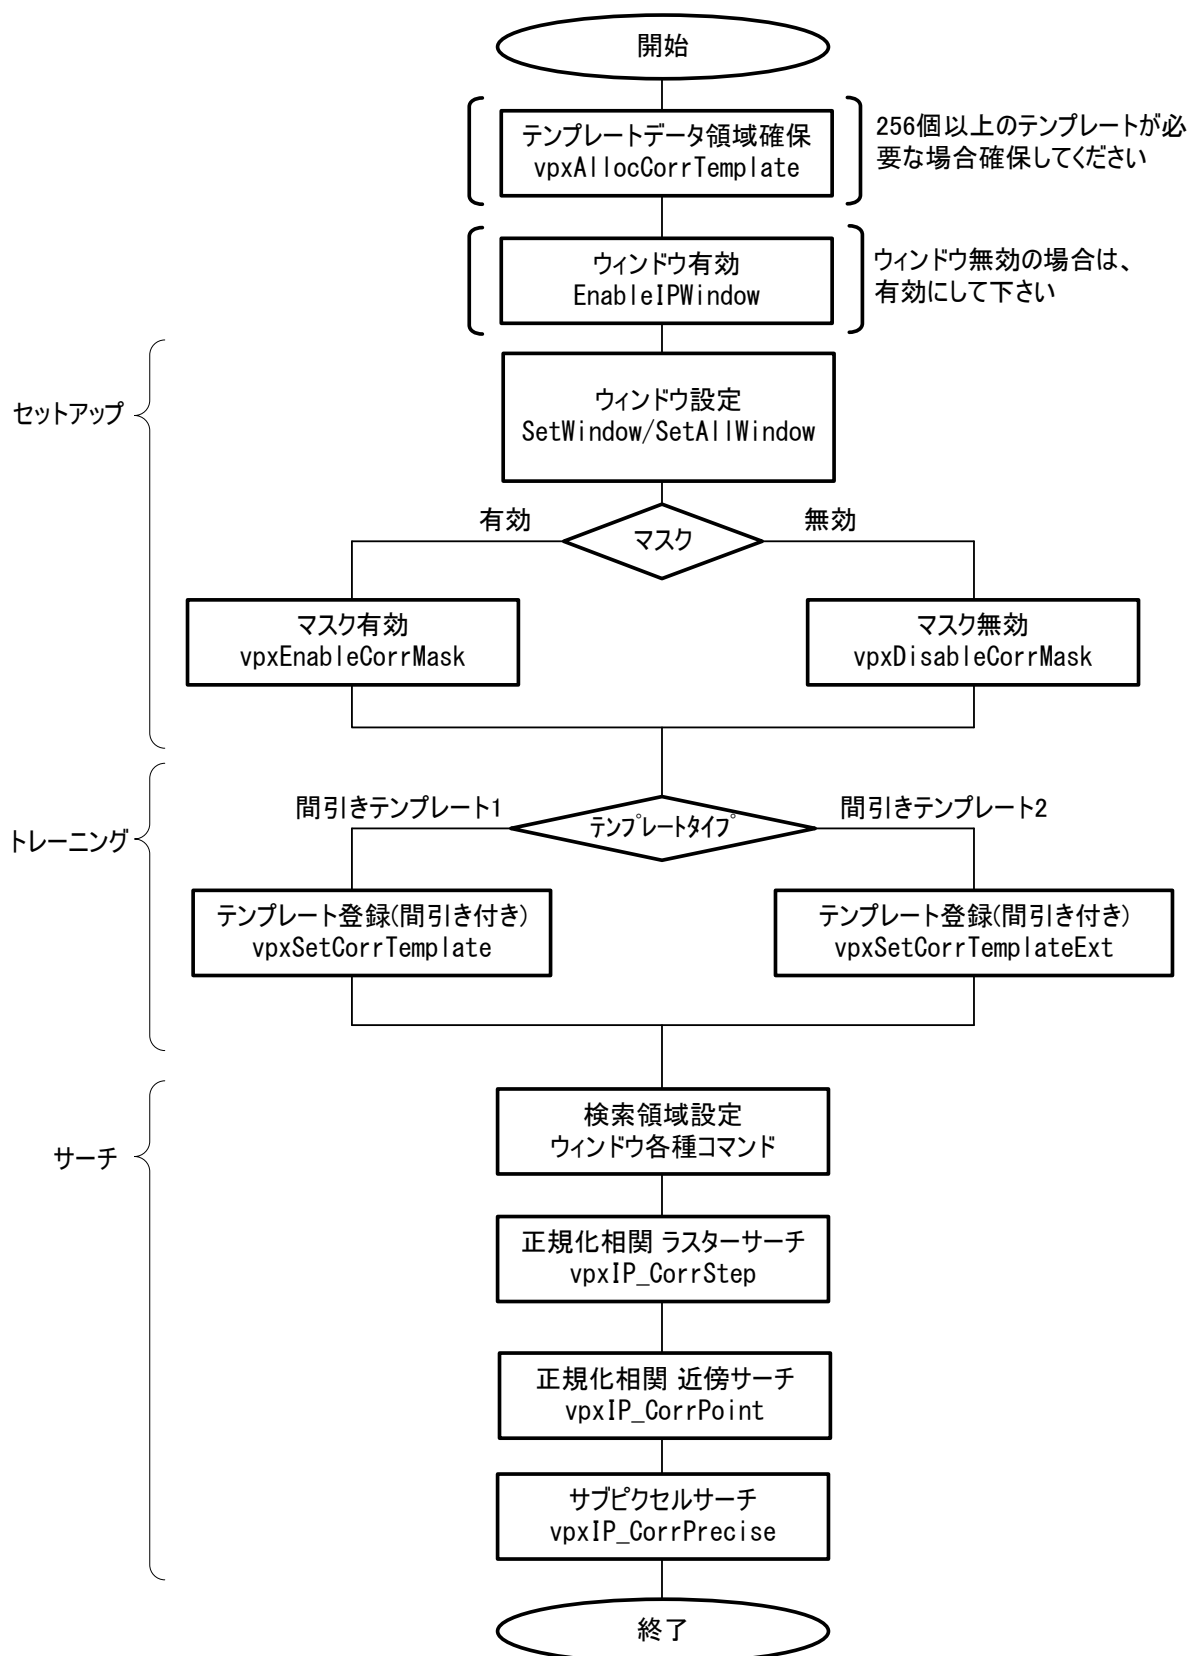 開始
テンプレートデータ領域確保
vpxAllocCorrTemplate
256個以上のテンプレートが必
要な場合確保してください
ウィンドウ有効
EnableIPWindow
ウィンドウ無効の場合は、
有効にして下さい
セットアップ
ウィンドウ設定
SetWindow/SetAllWindow
有効
マスク
無効
マスク有効
vpxEnableCorrMask
マスク無効
vpxDisableCorrMask
トレーニング
間引きテンプレート1
テンプレートタイプ
間引きテンプレート2
テンプレート登録(間引き付き)
vpxSetCorrTemplate
テンプレート登録(間引き付き)
vpxSetCorrTemplateExt
サーチ
検索領域設定
ウィンドウ各種コマンド
正規化相関 ラスターサーチ
vpxIP_CorrStep
正規化相関 近傍サーチ
vpxIP_CorrPoint
サブピクセルサーチ
vpxIP_CorrPrecise
終了